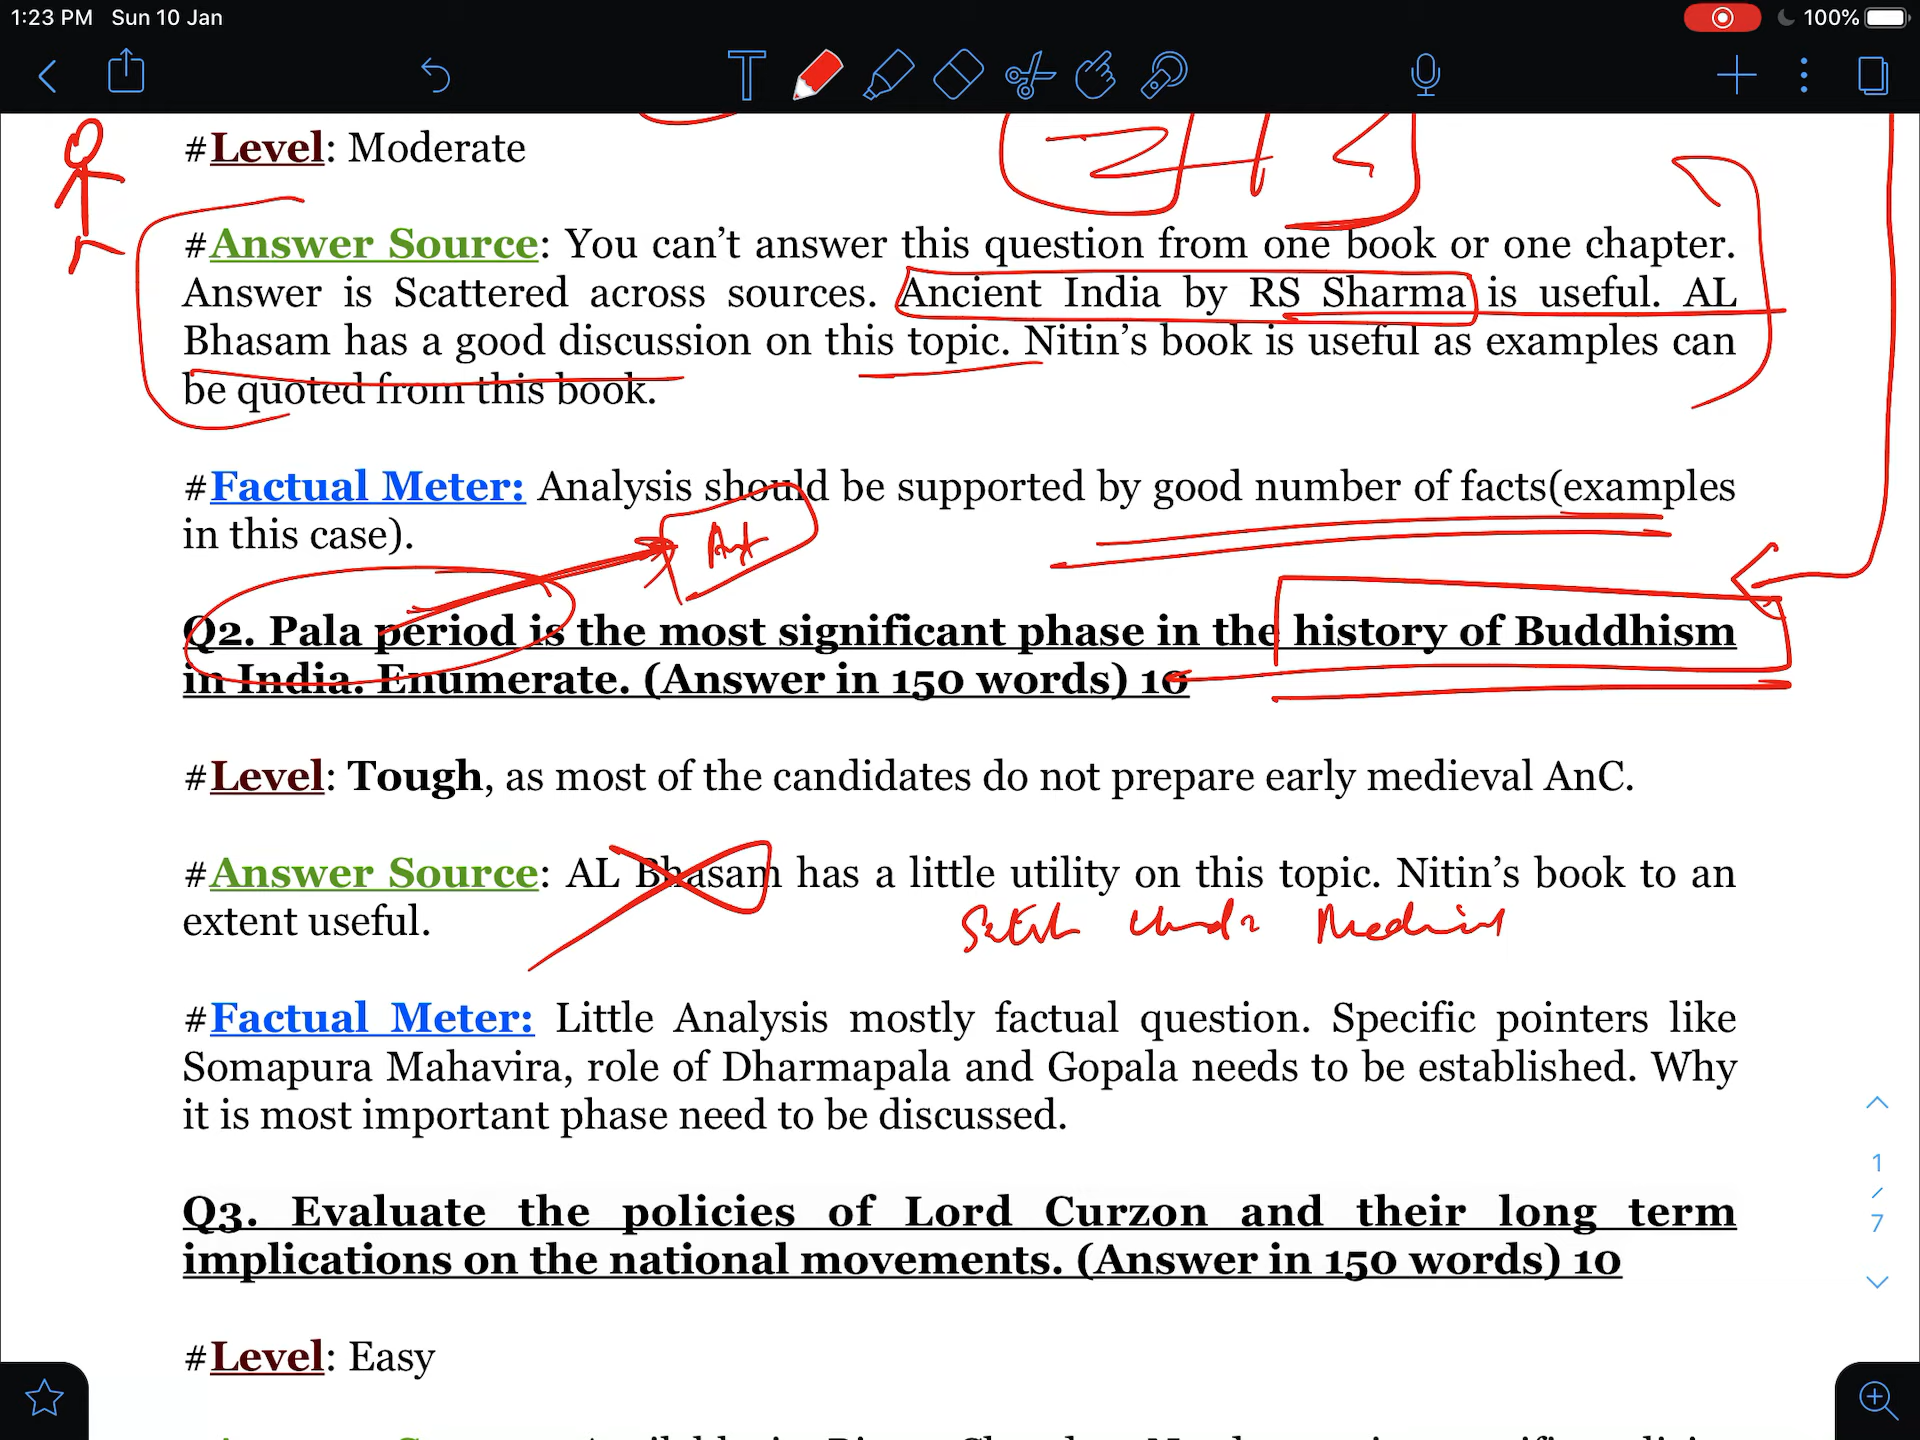 1:23 PM Sun 10 Jan
100%
#Level: Moderate
#Answer Source: You can’t answer this question from one book or one chapter.
Answer is Scattered across sources. Ancient India by RS Sharma is useful. AL
Bhasam has a good discussion on this topic. Nitin’s book is useful as examples can
be quoted from this book.
#Factual Meter: Analysis should be supported by good number of facts(examples
in this case).
Q2. Pala period is the most significant phase in the history of Buddhism
in India. Enumerate. (Answer in 150 words) 10
#Level: Tough, as most of the candidates do not prepare early medieval AnC.
#Answer Source: AL Bhasam has a little utility on this topic. Nitin’s book to an
extent useful.
#Factual Meter: Little Analysis mostly factual question. Specific pointers like
Somapura Mahavira, role of Dharmapala and Gopala needs to be established. Why
it is most important phase need to be discussed.
1
/
7
Q3. Evaluate the policies of Lord Curzon and their long term
implications on the national movements. (Answer in 150 words) 10
#Level: Easy